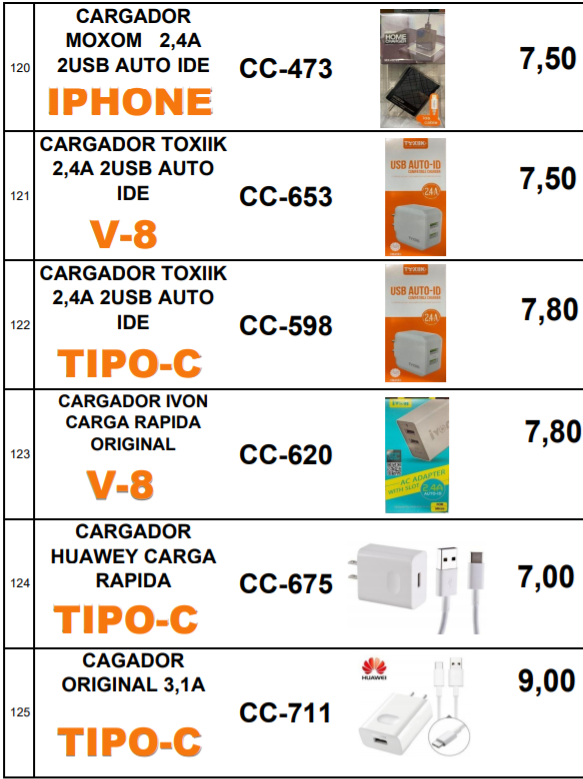 120
CARGADOR
MOXOM 2,4A
2USB AUTO IDE
IPHONE
CC-473
HOME
CHARGER
7,50
121
CARGADOR TOXIIK
2,4A 2USB AUTO
IDE
V-8
CC-653
USB AUTO-ID
2.4A
7,50
122
CARGADOR TOXIIK
2,4A 2USB AUTO
IDE
TIPO-C
CC-598
USB AUTO-ID
2.4A
7,80
123
CARGADOR IVON
CARGA RAPIDA
ORIGINAL
V-8
CC-620
AC ADAPTER
WITH SLOT
2.4A
AUTO-ID
7,80
124
CARGADOR
HUAWEY CARGA
RAPIDA
TIPO-C
CC-675
7,00
125
CAGADOR
ORIGINAL 3,1A
TIPO-C
CC-711
HUAWEI
9,00